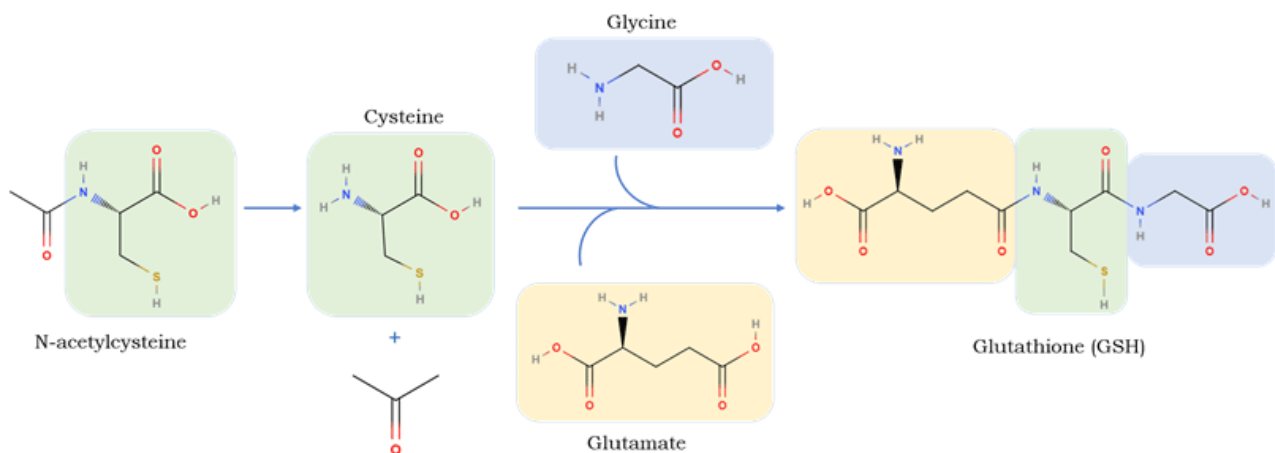 Glycine
H
N
H
O
H
O
Cysteine
H
N
O
O
H
S
H
H
N
H
O
O
H
S
H
O
N-acetylcysteine
+
O
H
N
H
H
O
O
H
O
O
Glutamate
H
N
H
H
O
O
O
H
N
O
S
H
N
H
O
O
H
Glutathione (GSH)